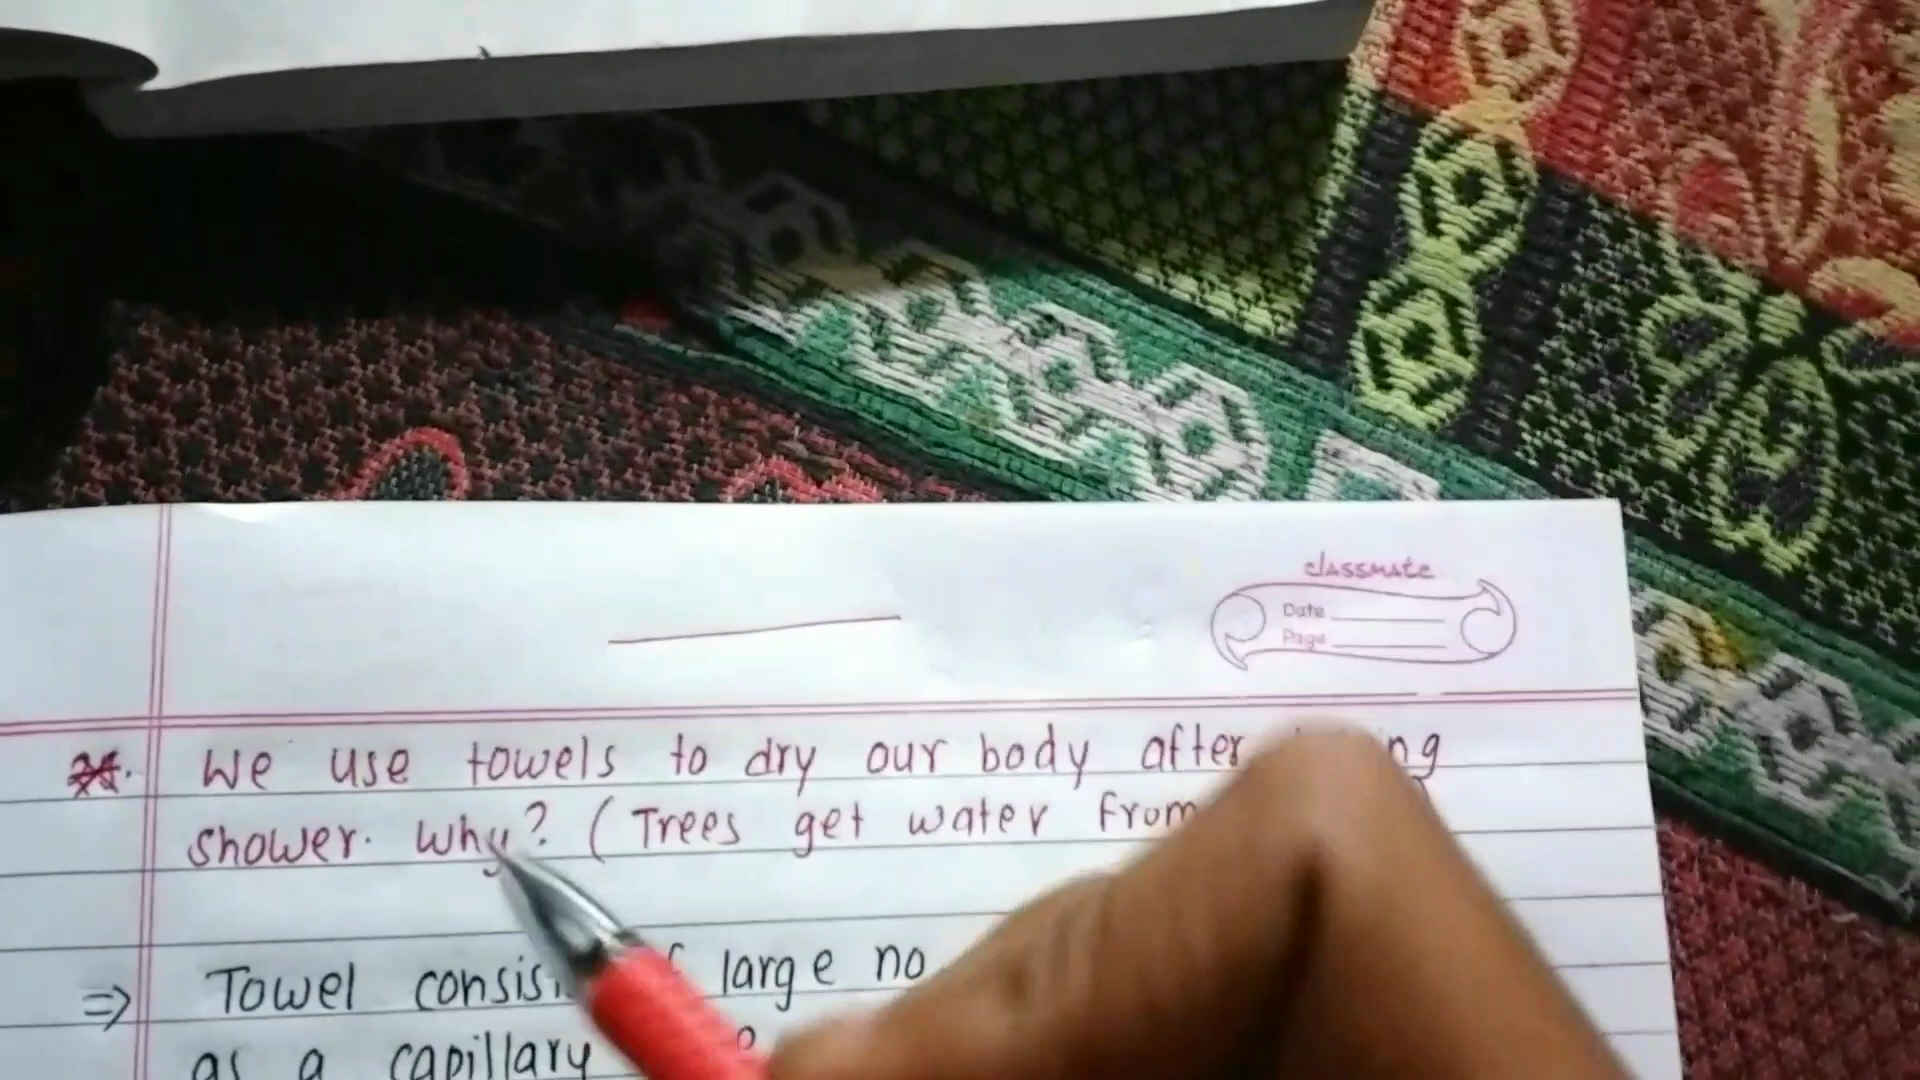 classmate
Date
Page
We use towels to dry our body after
shower. Why? (Trees get water from
⇒ Towel large no
as a capillary